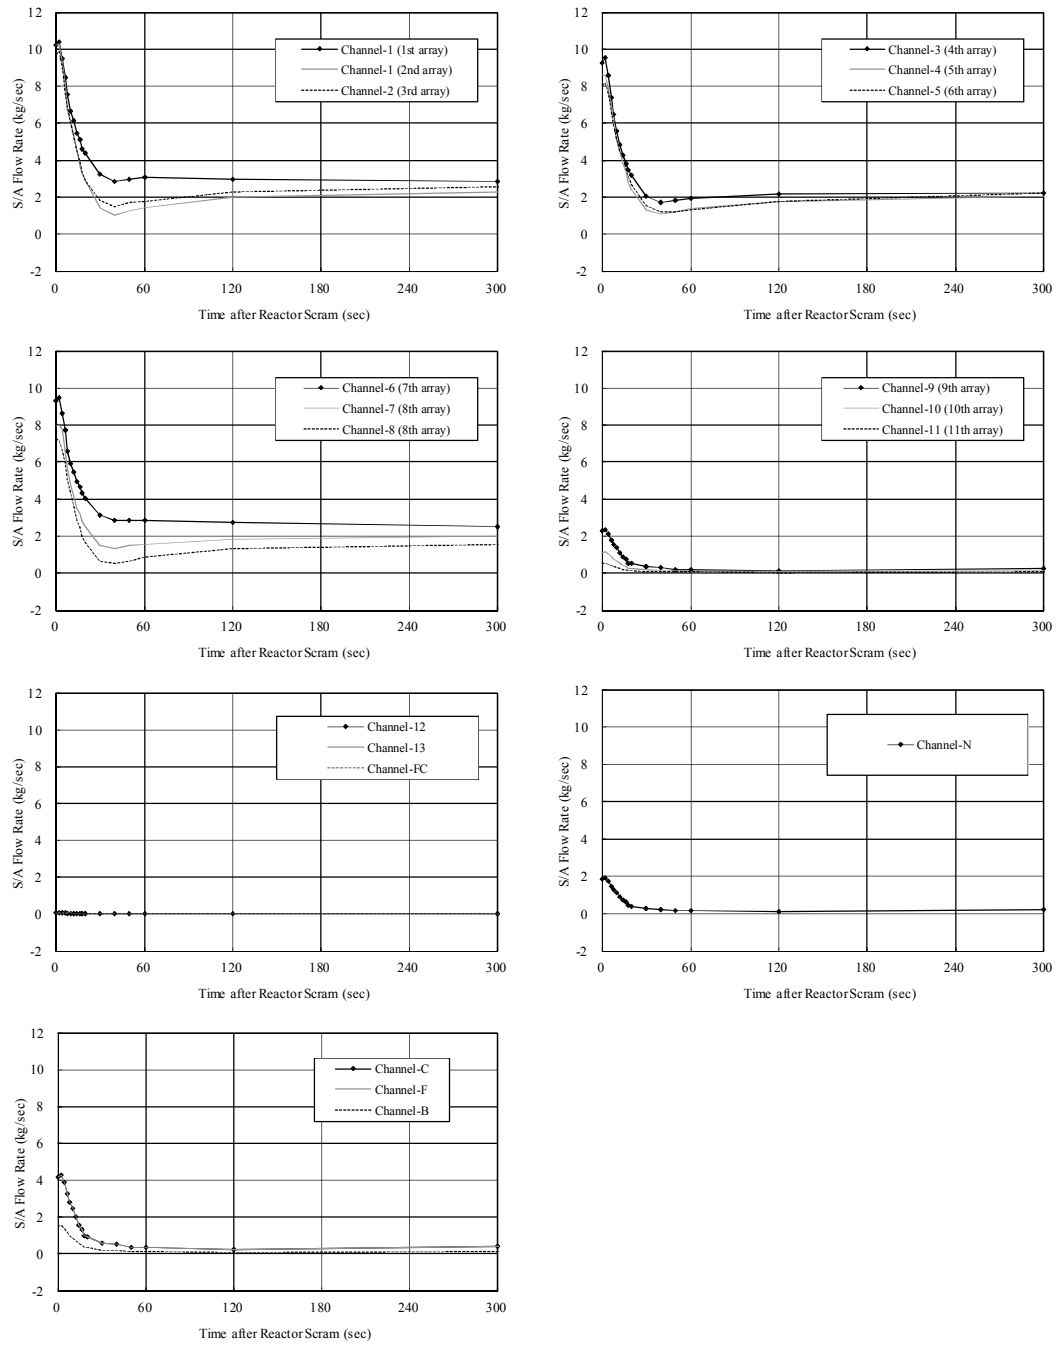 12
10
8
6
4
2
0
-2
S/A Flow Rate (kg/sec)
Channel-1 (1st array)
Channel-1 (2nd array)
Channel-2 (3rd array)
0 60 120 180 240 300
Time after Reactor Scram (sec)
12
10
8
6
4
2
0
-2
S/A Flow Rate (kg/sec)
Channel-3 (4th array)
Channel-4 (5th array)
Channel-5 (6th array)
0 60 120 180 240 300
Time after Reactor Scram (sec)
12
10
8
6
4
2
0
-2
S/A Flow Rate (kg/sec)
Channel-6 (7th array)
Channel-7 (8th array)
Channel-8 (8th array)
0 60 120 180 240 300
Time after Reactor Scram (sec)
12
10
8
6
4
2
0
-2
S/A Flow Rate (kg/sec)
Channel-9 (9th array)
Channel-10 (10th array)
Channel-11 (11th array)
0 60 120 180 240 300
Time after Reactor Scram (sec)
12
10
8
6
4
2
0
-2
S/A Flow Rate (kg/sec)
Channel-12
Channel-13
Channel-FC
0 60 120 180 240 300
Time after Reactor Scram (sec)
12
10
8
6
4
2
0
-2
S/A Flow Rate (kg/sec)
Channel-N
0 60 120 180 240 300
Time after Reactor Scram (sec)
12
10
8
6
4
2
0
-2
S/A Flow Rate (kg/sec)
Channel-C
Channel-F
Channel-B
0 60 120 180 240 300
Time after Reactor Scram (sec)